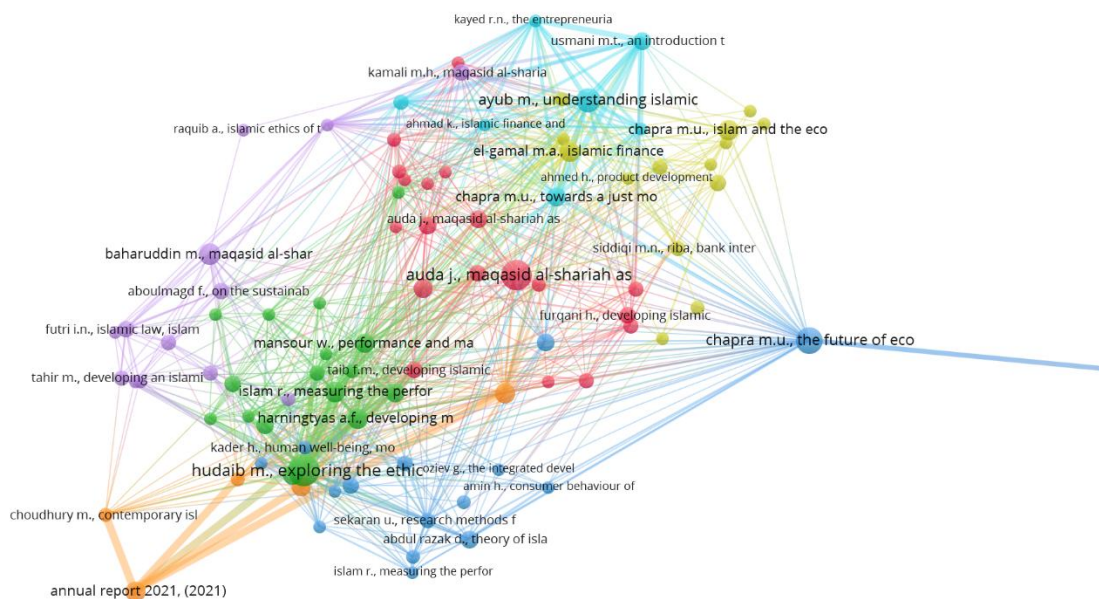 kayed r.n., the entrepreneuria
usmani m.t., an introduction t
kamali m.h., maqasid al-sharia
ayub m., understanding islamic
raquib a., islamic ethics of t
ahmad k., islamic finance and
chapra m.u., islam and the eco
el-gamal m.a., islamic finance
ahmed h., product development
chapra m.u., towards a just mo
auda j., maqasid al-shariah as
siddiqi m.n., riba, bank inter
baharuddin m., maqasid al-shar
auda j., maqasid al-shariah as
aboulmagd f., on the sustainab
furqani h., developing islamic
futri i.n., islamic law, islam
chapra m.u., the future of eco
mansour w., performance and ma
taib f.m., developing islamic
tahir m., developing an islami
islam r., measuring the perfor
harningtyas a.f., developing m
kader h., human well-being, mo
hudaib m., exploring the ethic
oziev g., the integrated devel
amin h., consumer behaviour of
choudhury m., contemporary isl
sekaran u., research methods f
abdul razak d., theory of isla
islam r., measuring the perfor
annual report 2021, (2021)